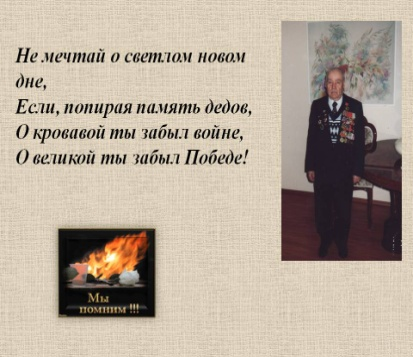 Не мечтай о светлом новом
дне,
Если, попирая память дедов,
О кровавой ты забыл войне,
О великой ты забыл Победе!
Мы
помним !!!